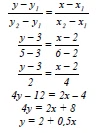 (y-y₁)/(y₂-y₁) = (x-x₁)/(x₂-x₁)
(y-3)/(5-3) = (x-2)/(6-2)
(y-3)/2 = (x-2)/4
4y-12 = 2x-4
4y = 2x + 8
y = 2 + 0,5x